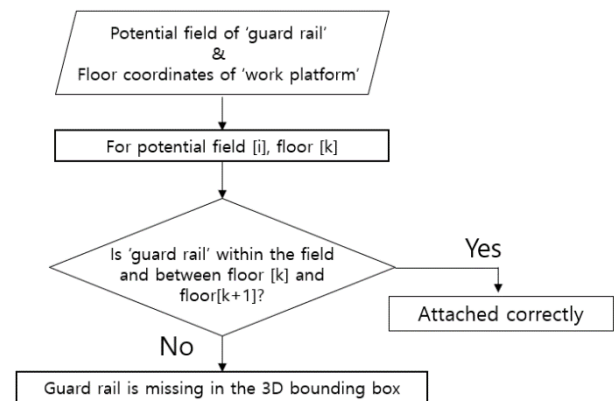 Potential field of ‘guard rail’
&
Floor coordinates of ‘work platform’
For potential field [i], floor [k]
Is ‘guard rail’ within the field
and between floor [k] and
floor[k+1]?
Yes
Attached correctly
No
Guard rail is missing in the 3D bounding box